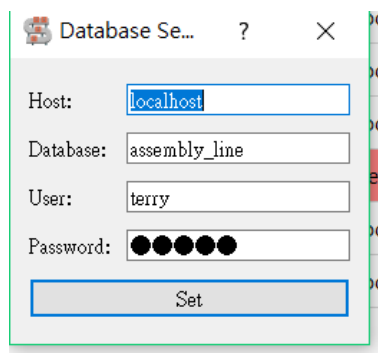 Database Se... ?
Host: localhost
Database: assembly_line
User: terry
Password: ●●●●●
Set